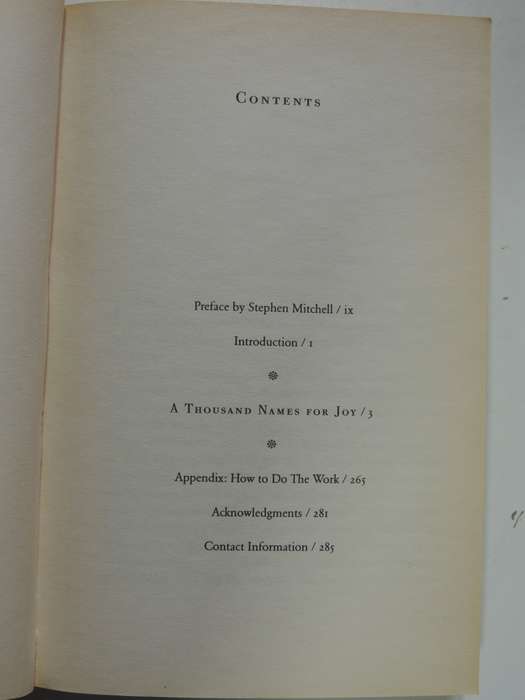 Contents
Preface by Stephen Mitchell / ix
Introduction / 1
A Thousand Names for Joy / 3
Appendix: How to Do The Work / 265
Acknowledgments / 281
Contact Information / 285